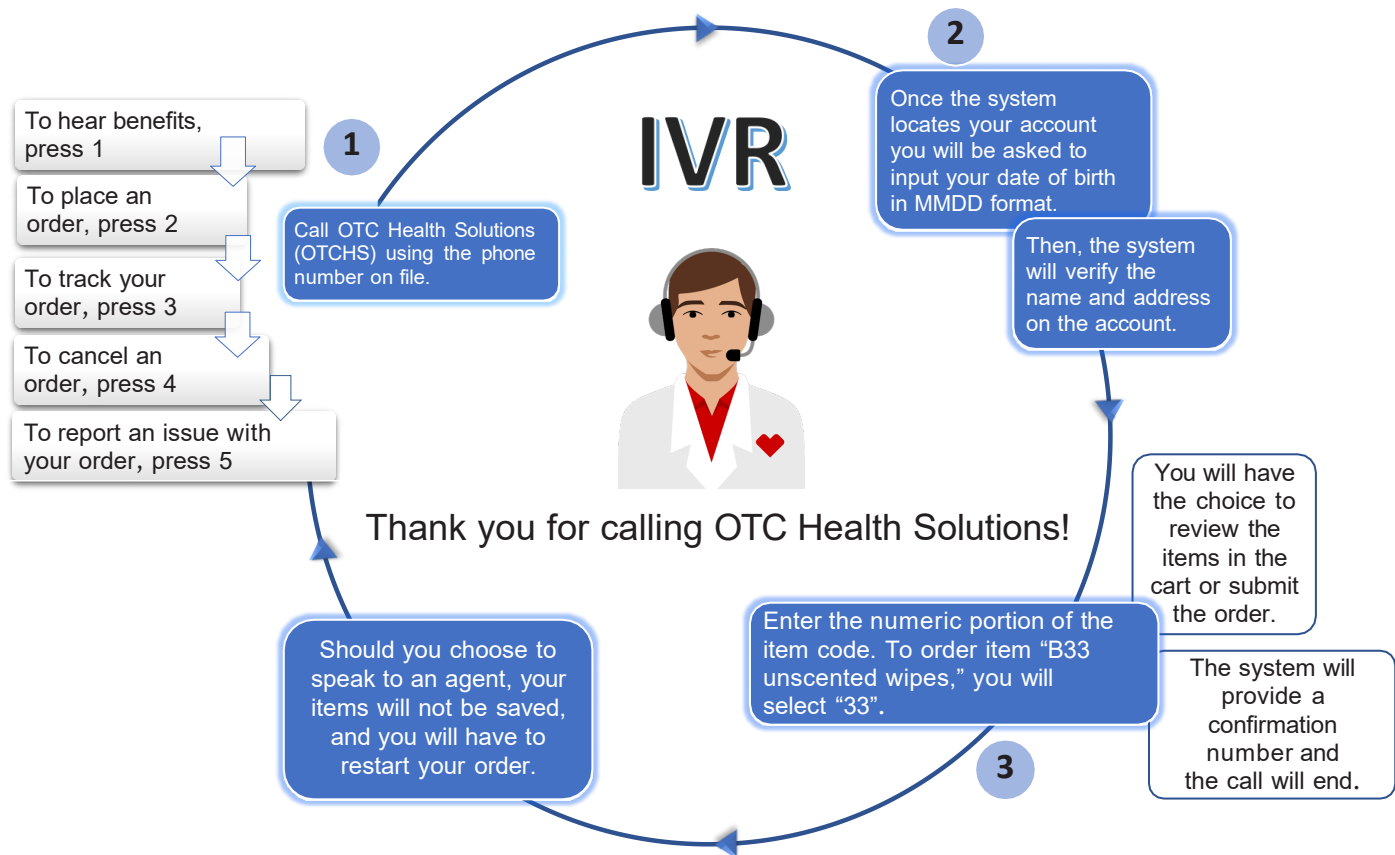 IVR
1
Call OTC Health Solutions
(OTCHS) using the phone
number on file.
To hear benefits,
press 1
To place an
order, press 2
To track your
order, press 3
To cancel an
order, press 4
To report an issue with
your order, press 5
2
Once the system
locates your account
you will be asked to
input your date of birth
in MMDD format.
Then, the system
will verify the
name and address
on the account.
Thank you for calling OTC Health Solutions!
3
Enter the numeric portion of the
item code. To order item “B33
unscented wipes,” you will
select “33”.
You will have
the choice to
review the
items in the
cart or submit
the order.
The system will
provide a
confirmation
number and
the call will end.
Should you choose to
speak to an agent, your
items will not be saved,
and you will have to
restart your order.